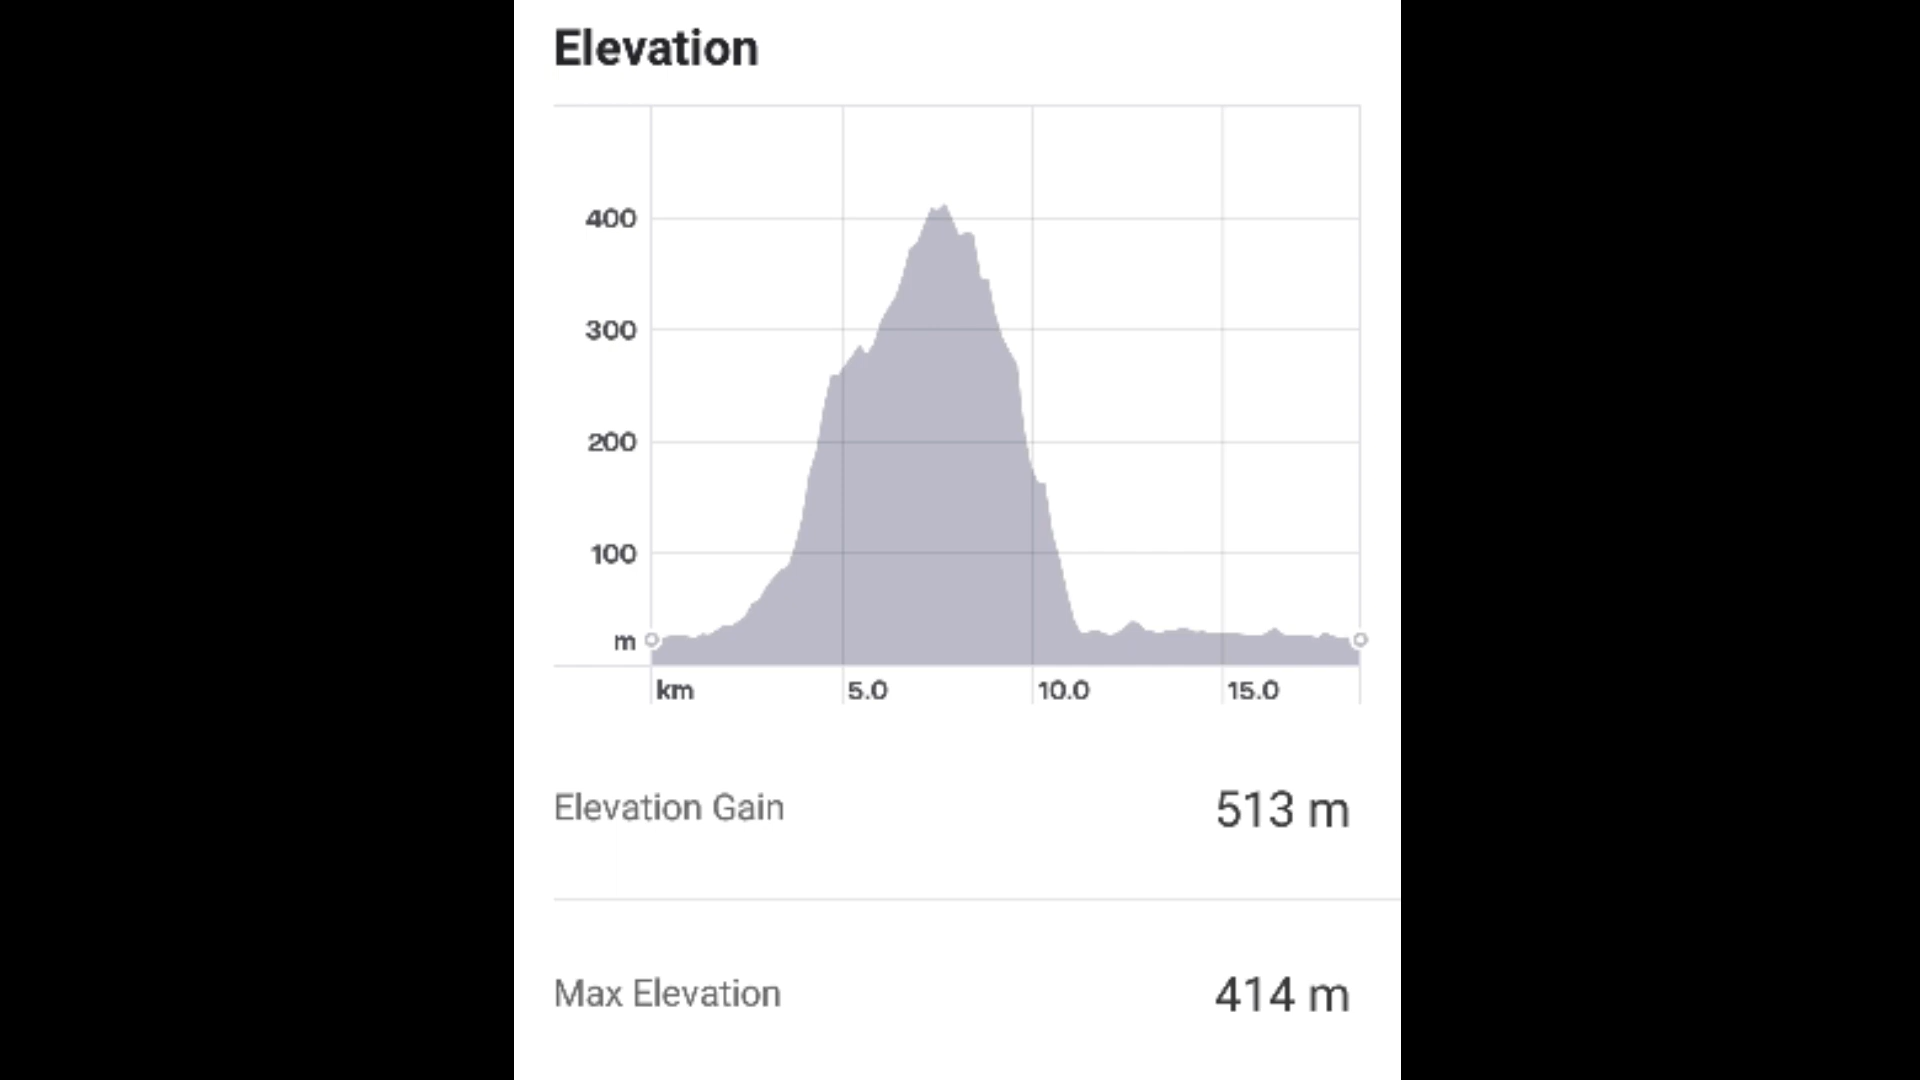 Elevation
400
300
200
100
m
km 5.0 10.0 15.0
Elevation Gain 513 m
Max Elevation 414 m